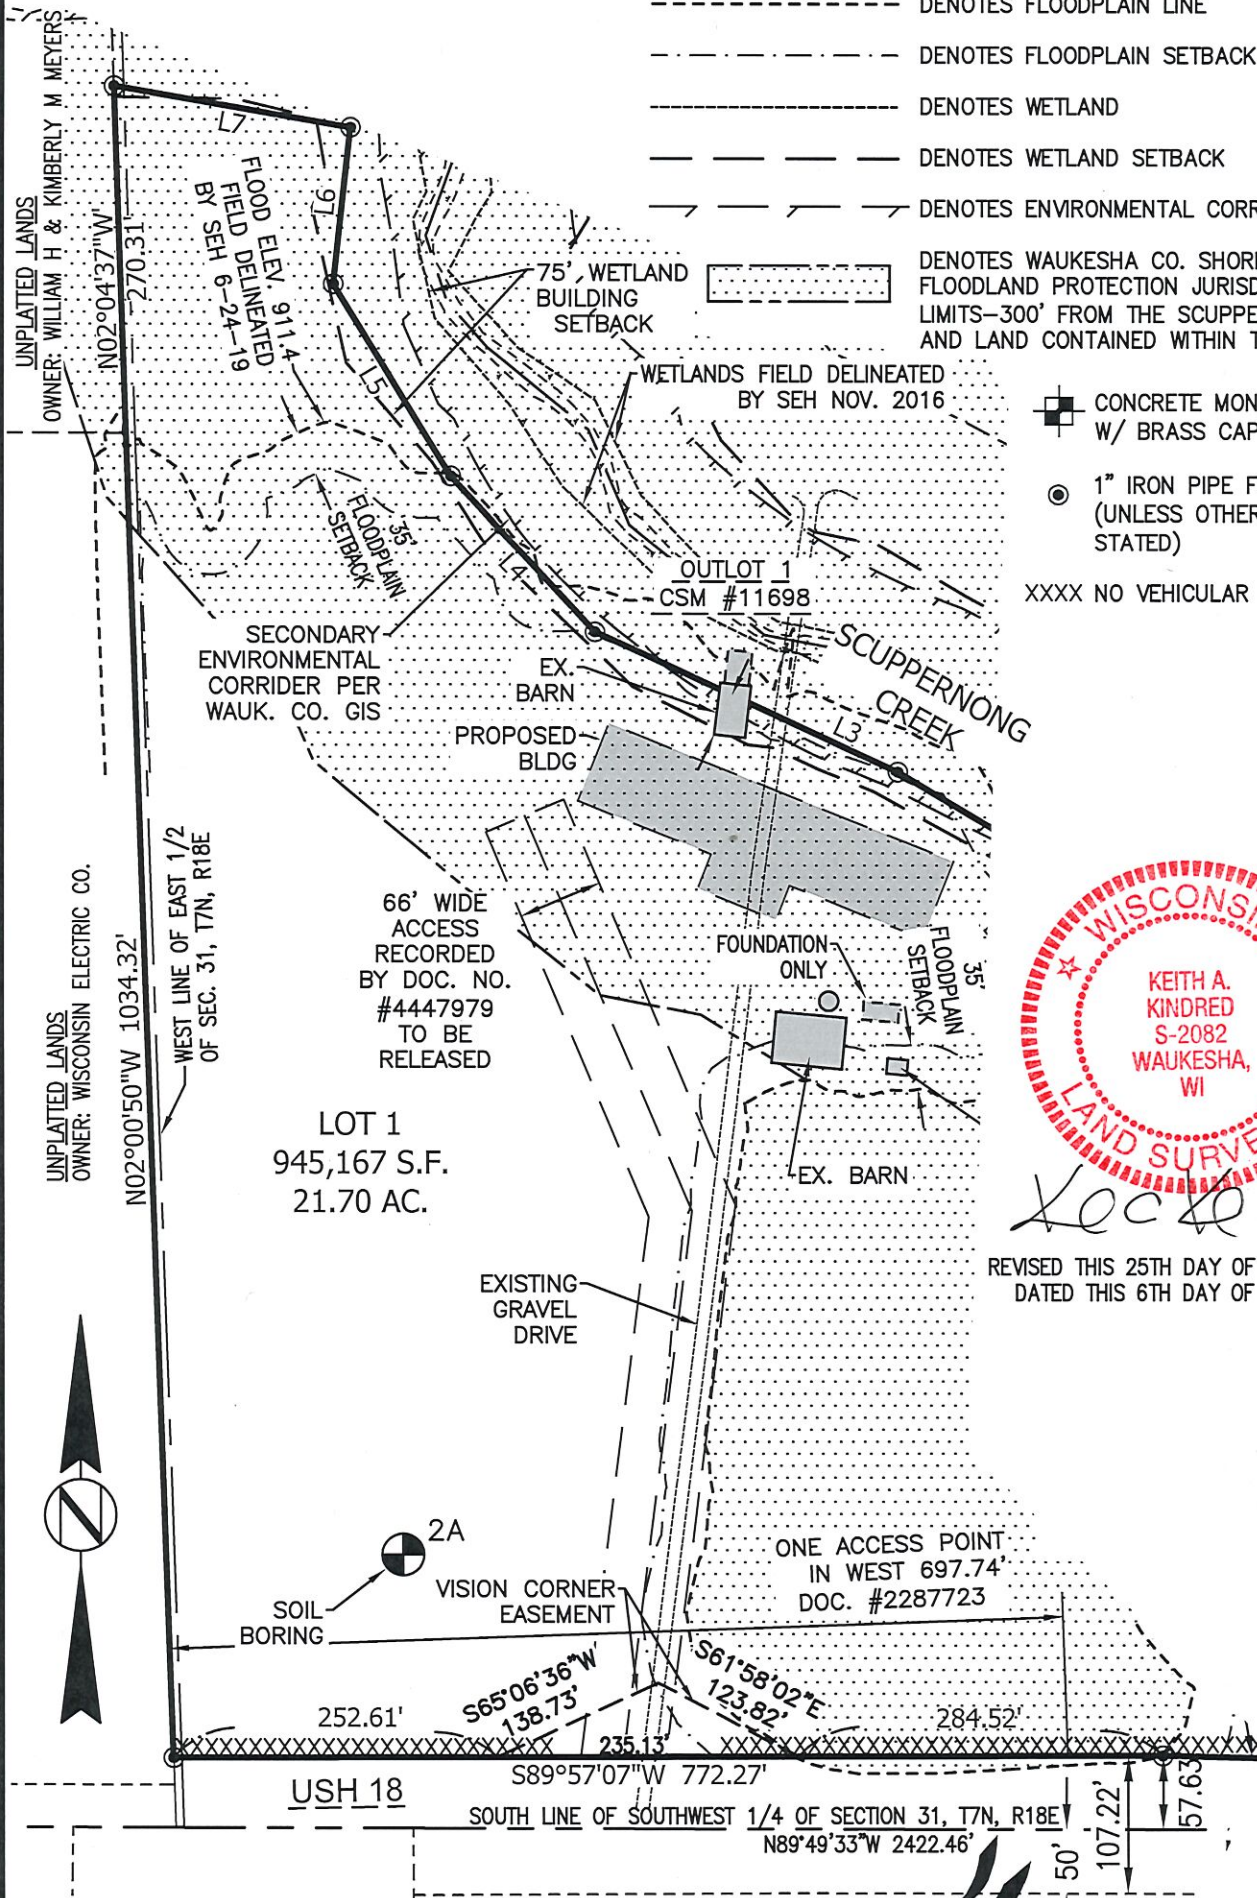 DENOTES FLOODPLAIN LINE
DENOTES FLOODPLAIN SETBACK
DENOTES WETLAND
DENOTES WETLAND SETBACK
DENOTES ENVIRONMENTAL CORR
DENOTES WAUKESHA CO. SHOR
FLOODLAND PROTECTION JURISD
LIMITS-300' FROM THE SCUPPE
AND LAND CONTAINED WITHIN T
CONCRETE MON
W/ BRASS CAP
1" IRON PIPE F
(UNLESS OTHER
STATED)
XXXX NO VEHICULAR
UNPLATTED LANDS
OWNER: WILLIAM H & KIMBERLY M MEYERS
N02°04'37"W
270.31'
L7
L6
FLOOD ELEV 911.4
FIELD DELINEATED
BY SEH 6-24-19
75' WETLAND
BUILDING
SETBACK
L5
WETLANDS FIELD DELINEATED
BY SEH NOV. 2016
35'
FLOODPLAIN
SETBACK
L4
OUTLOT 1
CSM #11698
SCUPPERNONG
CREEK
SECONDARY
ENVIRONMENTAL
CORRIDER PER
WAUK. CO. GIS
EX.
BARN
L3
PROPOSED
BLDG
UNPLATTED LANDS
OWNER: WISCONSIN ELECTRIC CO.
N02°00'50"W 1034.32'
WEST LINE OF EAST 1/2
OF SEC. 31, T7N, R18E
66' WIDE
ACCESS
RECORDED
BY DOC. NO.
#4447979
TO BE
RELEASED
FOUNDATION
ONLY
35'
FLOODPLAIN
SETBACK
WISCONSI
KEITH A.
KINDRED
S-2082
WAUKESHA,
WI
LAND SURVE
LOT 1
945,167 S.F.
21.70 AC.
EX. BARN
REVISED THIS 25TH DAY OF
DATED THIS 6TH DAY OF
EXISTING
GRAVEL
DRIVE
2A
SOIL
BORING
VISION CORNER
EASEMENT
ONE ACCESS POINT
IN WEST 697.74'
DOC. #2287723
S65°06'36"W
138.73'
S61°58'02"E
123.82'
252.61'
235.13'
284.52'
XXXXXXXXXXXXXXXXXXXXXXXXXXXXX
XXXXXXXXXXXXXXXXXXXXXXXXXXXXXXXXXX
S89°57'07"W 772.27'
USH 18
SOUTH LINE OF SOUTHWEST 1/4 OF SECTION 31, T7N, R18E
N89°49'33"W 2422.46'
50'
107.22'
57.63